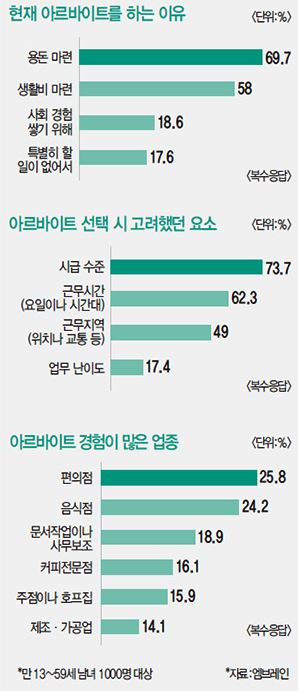 현재 아르바이트를 하는 이유
〈단위:%〉
용돈 마련
69.7
생활비 마련
58
사회 경험
쌓기 위해
18.6
특별히 할
일이 없어서
17.6
〈복수응답〉
아르바이트 선택 시 고려했던 요소
〈단위:%〉
시급 수준
73.7
근무시간
(요일이나 시간대)
62.3
근무지역
(위치나 교통 등)
49
업무 난이도
17.4
〈복수응답〉
아르바이트 경험이 많은 업종
〈단위:%〉
편의점
25.8
음식점
24.2
문서작업이나
사무보조
18.9
커피전문점
16.1
주점이나 호프집
15.9
제조·가공업
14.1
〈복수응답〉
*만 13~59세 남녀 1000명 대상
*자료:엠브레인